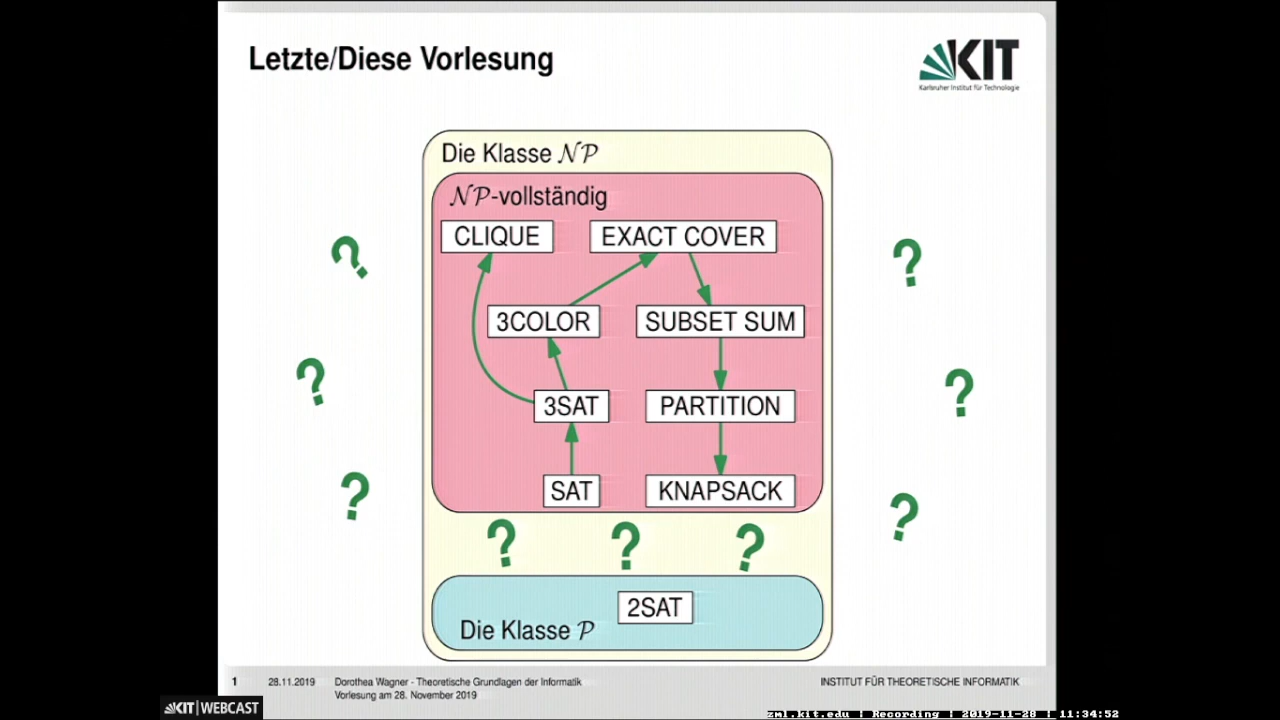 Letzte/Diese Vorlesung
KIT
Karlsruher Institut für Technologie
Die Klasse NP
NP-vollständig
CLIQUE
EXACT COVER
3COLOR
SUBSET SUM
3SAT
PARTITION
SAT
KNAPSACK
?
?
?
?
?
?
?
?
?
2SAT
Die Klasse P
1
28.11.2019
Dorothea Wagner - Theoretische Grundlagen der Informatik
Vorlesung am 28. November 2019
INSTITUT FÜR THEORETISCHE INFORMATIK
KIT | WEBCAST
zml.kit.edu | Recording | 2019-11-28 | 11:34:52